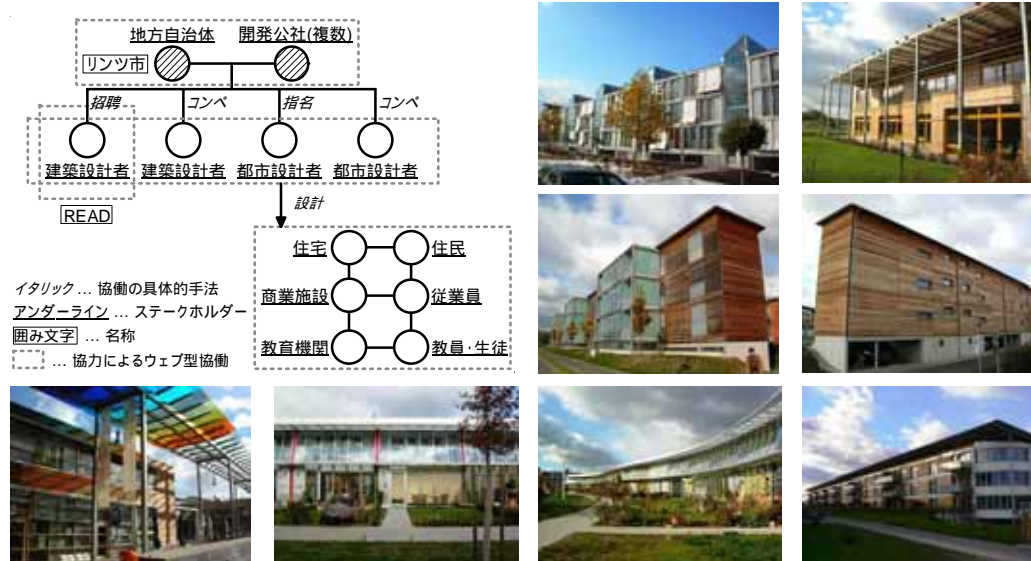 地方自治体 開発公社(複数)
リンツ市
招聘 コンペ 指名 コンペ
建築設計者 建築設計者 都市設計者 都市設計者
READ
設計
住宅 住民
商業施設 従業員
教育機関 教員・生徒
イタリック … 協働の具体的手法
アンダーライン … ステークホルダー
囲み文字 … 名称
… 協力によるウェブ型協働